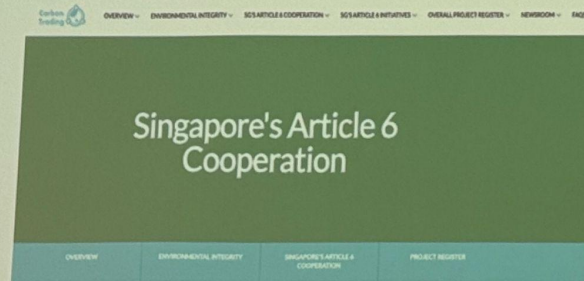 Carbon
Trading
OVERVIEW
ENVIRONMENTAL INTEGRITY
SG'S ARTICLE 6 COOPERATION
SG'S ARTICLE 6 INITIATIVES
OVERALL PROJECT REGISTER
NEWSROOM
Singapore's Article 6
Cooperation
OVERVIEW
ENVIRONMENTAL INTEGRITY
SINGAPORE'S ARTICLE 6
COOPERATION
PROJECT REGISTER